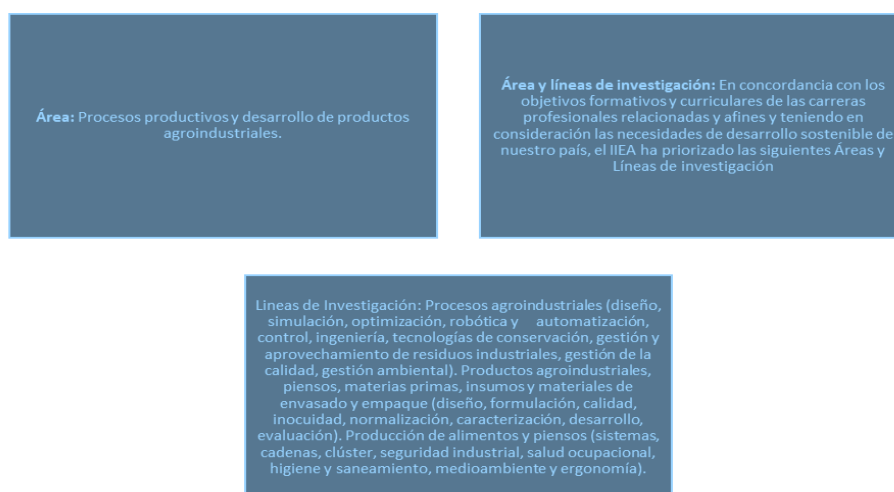 Área: Procesos productivos y desarrollo de productos
agroindustriales.
Área y líneas de investigación: En concordancia con los
objetivos formativos y curriculares de las carreras
profesionales relacionadas y afines y teniendo en
consideración las necesidades de desarrollo sostenible de
nuestro país, el IIEA ha priorizado las siguientes Áreas y
Líneas de investigación
Lineas de Investigación: Procesos agroindustriales (diseño,
simulación, optimización, robótica y automatización,
control, ingeniería, tecnologías de conservación, gestión y
aprovechamiento de residuos industriales, gestión de la
calidad, gestión ambiental). Productos agroindustriales,
piensos, materias primas, insumos y materiales de
envasado y empaque (diseño, formulación, calidad,
inocuidad, normalización, caracterización, desarrollo,
evaluación). Producción de alimentos y piensos (sistemas,
cadenas, clúster, seguridad industrial, salud ocupacional,
higiene y saneamiento, medioambiente y ergonomía).